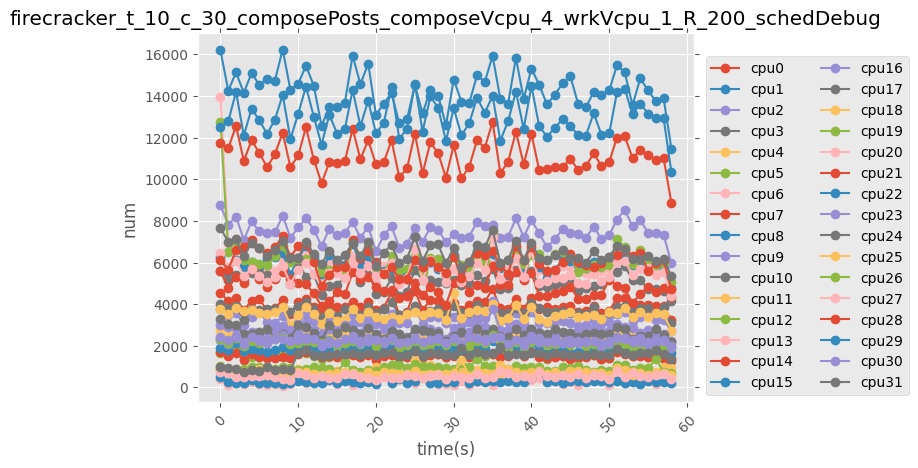 firecracker_t_10_c_30_composePosts_composeVcpu_4_wrkVcpu_1_R_200_schedDebug
16000
14000
12000
10000
8000
6000
4000
2000
0
num
0
10
20
30
40
50
60
time(s)
cpu0
cpu1
cpu2
cpu3
cpu4
cpu5
cpu6
cpu7
cpu8
cpu9
cpu10
cpu11
cpu12
cpu13
cpu14
cpu15
cpu16
cpu17
cpu18
cpu19
cpu20
cpu21
cpu22
cpu23
cpu24
cpu25
cpu26
cpu27
cpu28
cpu29
cpu30
cpu31